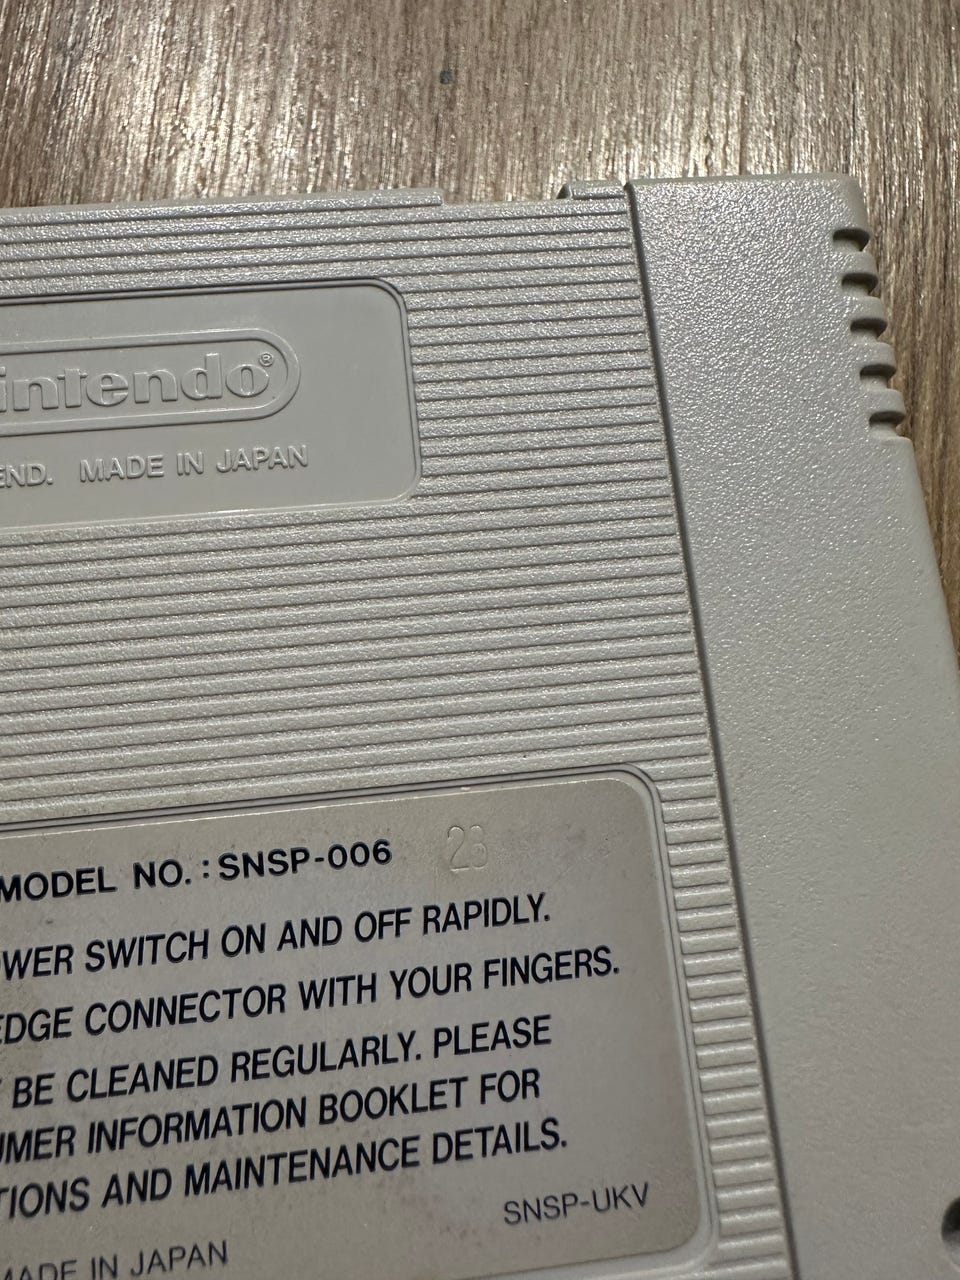 intendo®
END. MADE IN JAPAN
MODEL NO.: SNSP-006
WER SWITCH ON AND OFF RAPIDLY.
EDGE CONNECTOR WITH YOUR FINGERS.
BE CLEANED REGULARLY. PLEASE
UMER INFORMATION BOOKLET FOR
TIONS AND MAINTENANCE DETAILS.
SNSP-UKV
MADE IN JAPAN